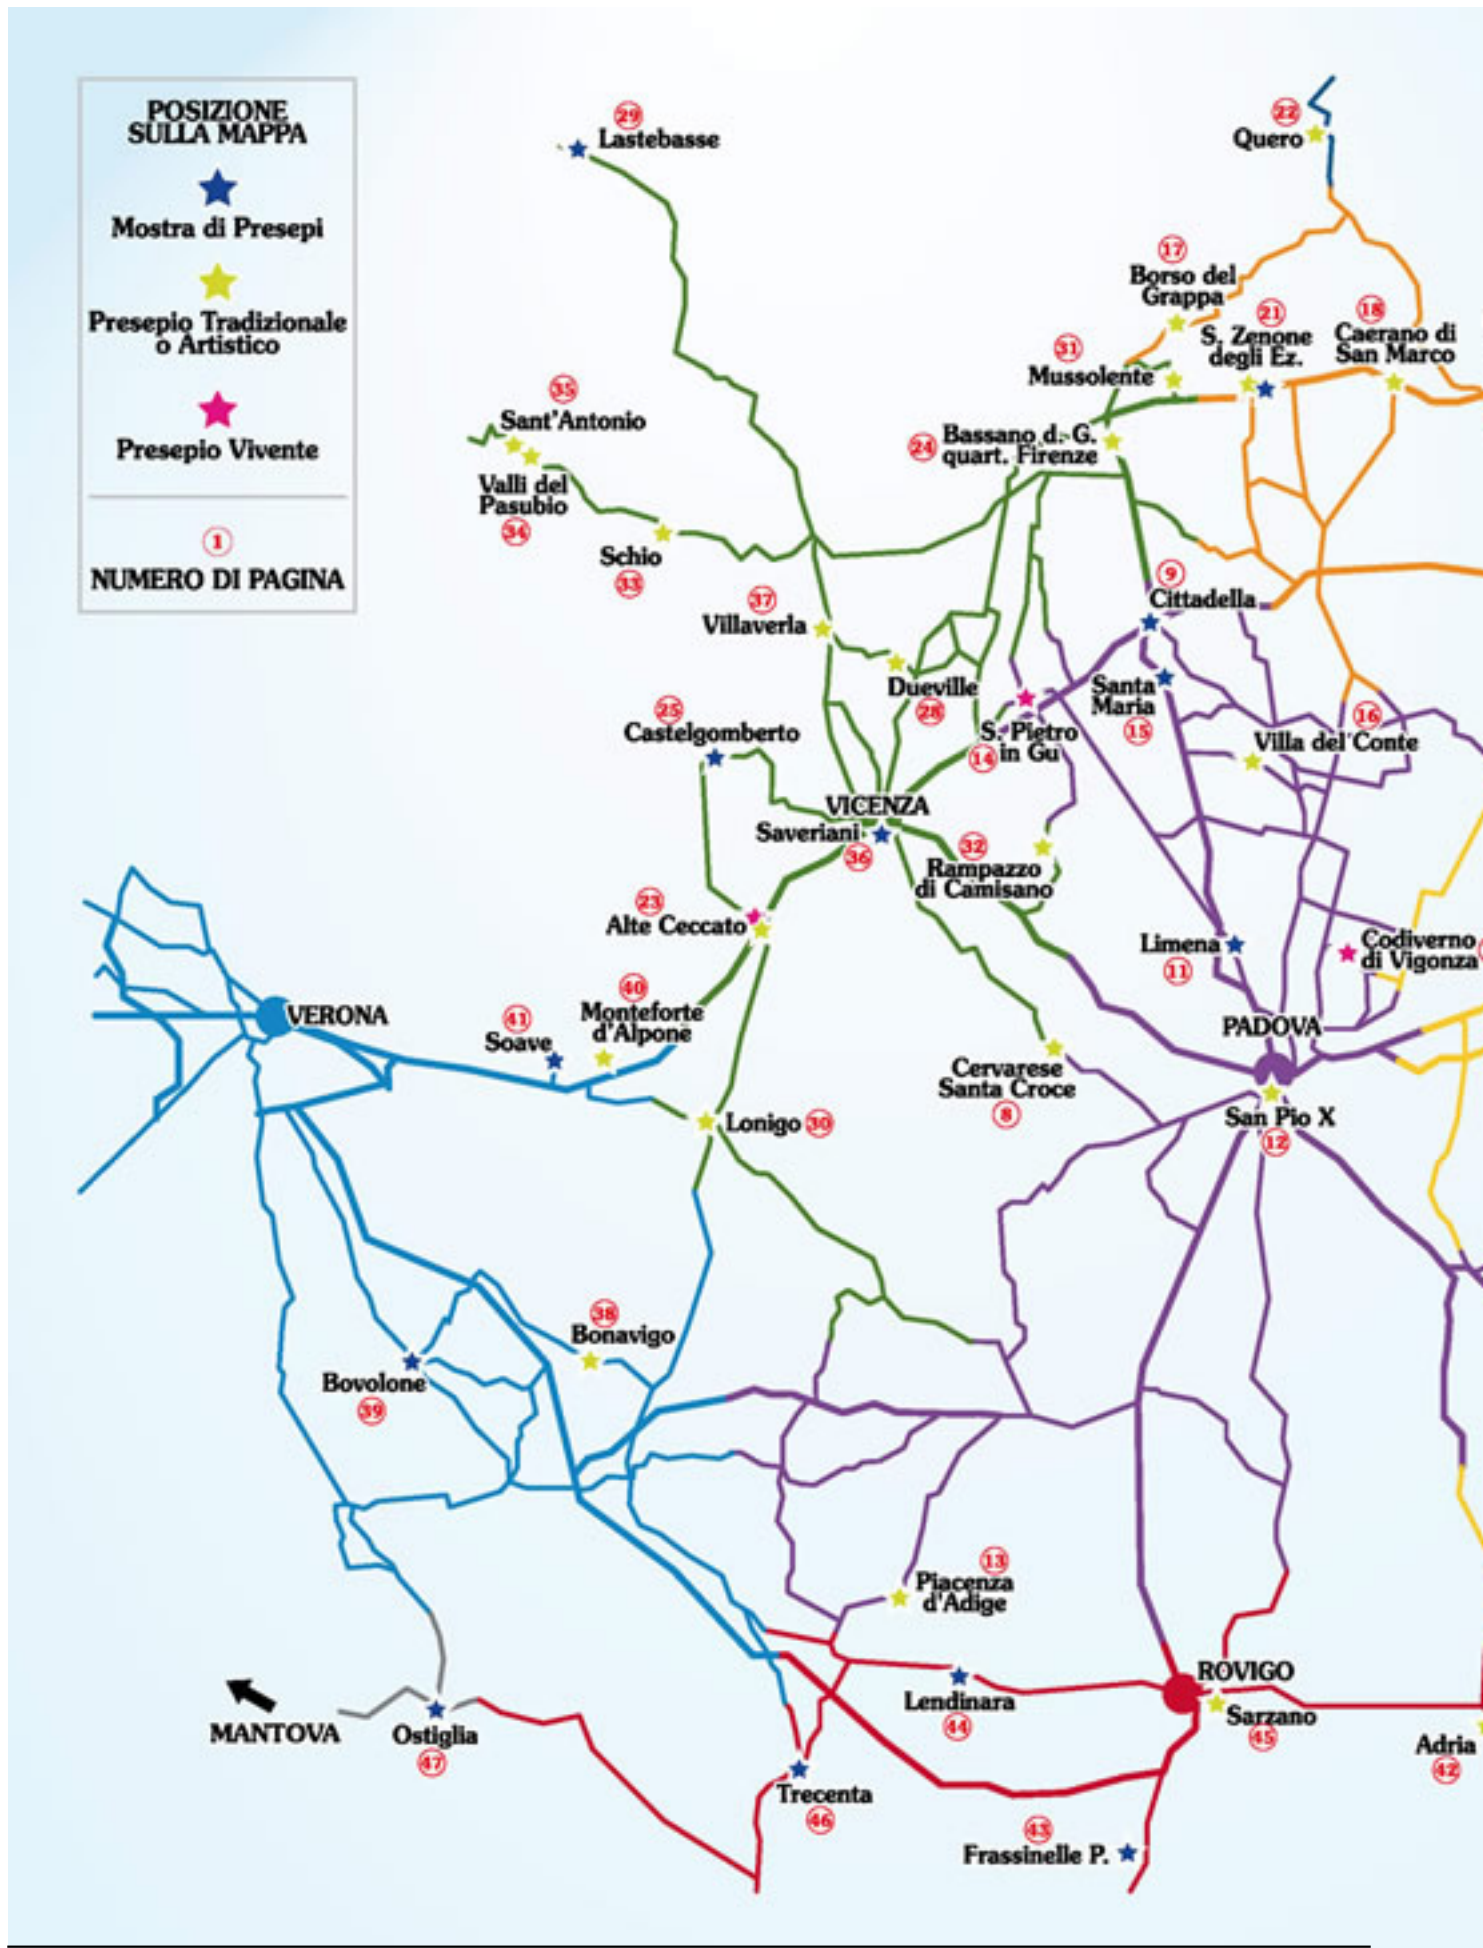 POSIZIONE
SULLA MAPPA
Mostra di Presepi
Presepio Tradizionale
o Artistico
Presepio Vivente
1
NUMERO DI PAGINA
29
Lastebasse
22
Quero
17
Borso del
Grappa
21
S. Zenone
degli Ez.
18
Caerano di
San Marco
31
Mussolente
35
Sant'Antonio
24
Bassano d. G.
quart. Firenze
Valli del
Pasubio
34
Schio
33
9
Cittadella
37
Villaverla
Dueville
28
Santa
Maria
15
16
Villa del Conte
25
Castelgomberto
S. Pietro
in Gu
14
VICENZA
Saveriani
36
32
Rampazzo
di Camisano
23
Alte Ceccato
Limena
11
Codiverno
di Vigonza
40
Monteforte
d'Alpone
41
Soave
VERONA
PADOVA
Cervarese
Santa Croce
8
Lonigo 30
San Pio X
12
38
Bonavigo
Bovolone
39
13
Piacenza
d'Adige
ROVIGO
Sarzano
45
Lendinara
44
MANTOVA
Ostiglia
47
Adria
42
Trecenta
46
43
Frassinelle P.